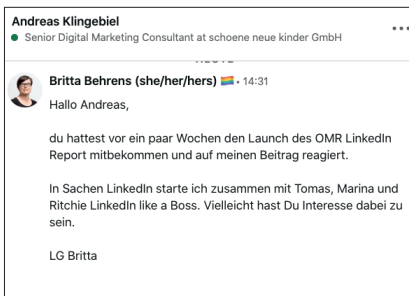 Andreas Klingebiel
Senior Digital Marketing Consultant at schoene neue kinder GmbH
Britta Behrens (she/her/hers) 🏳️‍🌈 • 14:31
Hallo Andreas,
du hattest vor ein paar Wochen den Launch des OMR LinkedIn
Report mitbekommen und auf meinen Beitrag reagiert.
In Sachen LinkedIn starte ich zusammen mit Tomas, Marina und
Ritchie LinkedIn like a Boss. Vielleicht hast Du Interesse dabei zu
sein.
LG Britta